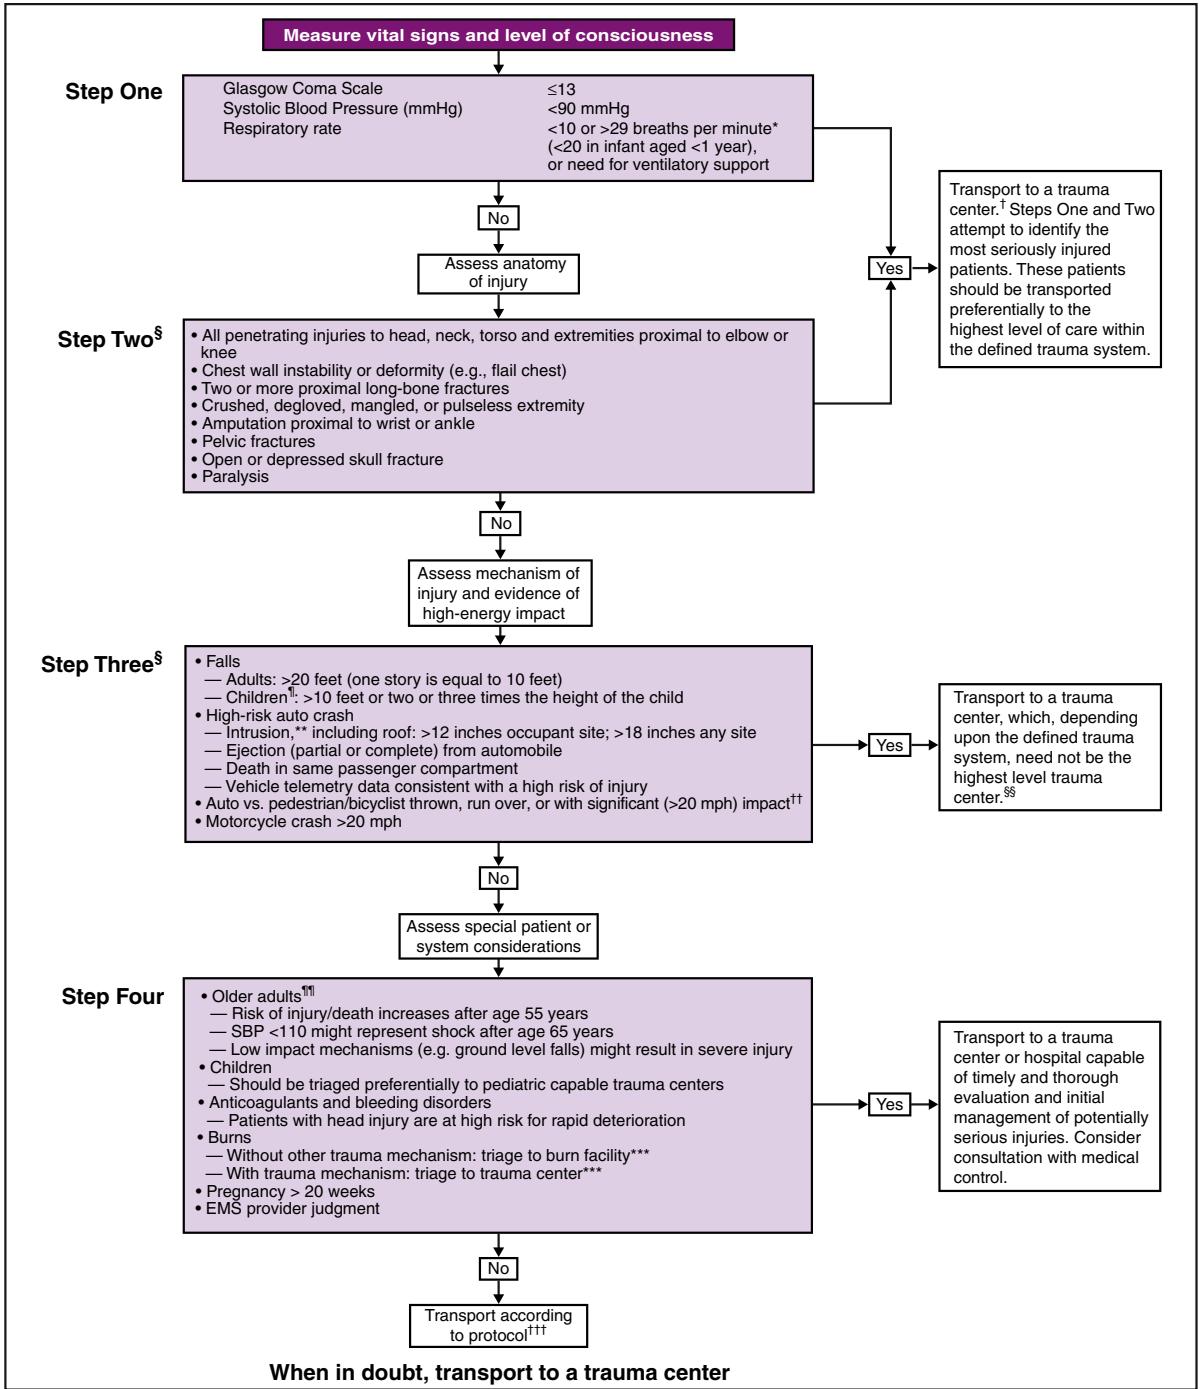 Measure vital signs and level of consciousness
Step One
Glasgow Coma Scale ≤13
Systolic Blood Pressure (mmHg) <90 mmHg
Respiratory rate <10 or >29 breaths per minute*
(<20 in infant aged <1 year),
or need for ventilatory support
No
Yes
Transport to a trauma
center.† Steps One and Two
attempt to identify the
most seriously injured
patients. These patients
should be transported
preferentially to the
highest level of care within
the defined trauma system.
Assess anatomy
of injury
Step Two§
• All penetrating injuries to head, neck, torso and extremities proximal to elbow or
knee
• Chest wall instability or deformity (e.g., flail chest)
• Two or more proximal long-bone fractures
• Crushed, degloved, mangled, or pulseless extremity
• Amputation proximal to wrist or ankle
• Pelvic fractures
• Open or depressed skull fracture
• Paralysis
No
Assess mechanism of
injury and evidence of
high-energy impact
Step Three§
• Falls
— Adults: >20 feet (one story is equal to 10 feet)
— Children¶: >10 feet or two or three times the height of the child
• High-risk auto crash
— Intrusion,** including roof: >12 inches occupant site; >18 inches any site
— Ejection (partial or complete) from automobile
— Death in same passenger compartment
— Vehicle telemetry data consistent with a high risk of injury
• Auto vs. pedestrian/bicyclist thrown, run over, or with significant (>20 mph) impact††
• Motorcycle crash >20 mph
Yes
Transport to a trauma
center, which, depending
upon the defined trauma
system, need not be the
highest level trauma
center.§§
No
Assess special patient or
system considerations
Step Four
• Older adults¶¶
— Risk of injury/death increases after age 55 years
— SBP <110 might represent shock after age 65 years
— Low impact mechanisms (e.g. ground level falls) might result in severe injury
• Children
— Should be triaged preferentially to pediatric capable trauma centers
• Anticoagulants and bleeding disorders
— Patients with head injury are at high risk for rapid deterioration
• Burns
— Without other trauma mechanism: triage to burn facility***
— With trauma mechanism: triage to trauma center***
• Pregnancy > 20 weeks
• EMS provider judgment
Yes
Transport to a trauma
center or hospital capable
of timely and thorough
evaluation and initial
management of potentially
serious injuries. Consider
consultation with medical
control.
No
Transport according
to protocol†††
When in doubt, transport to a trauma center